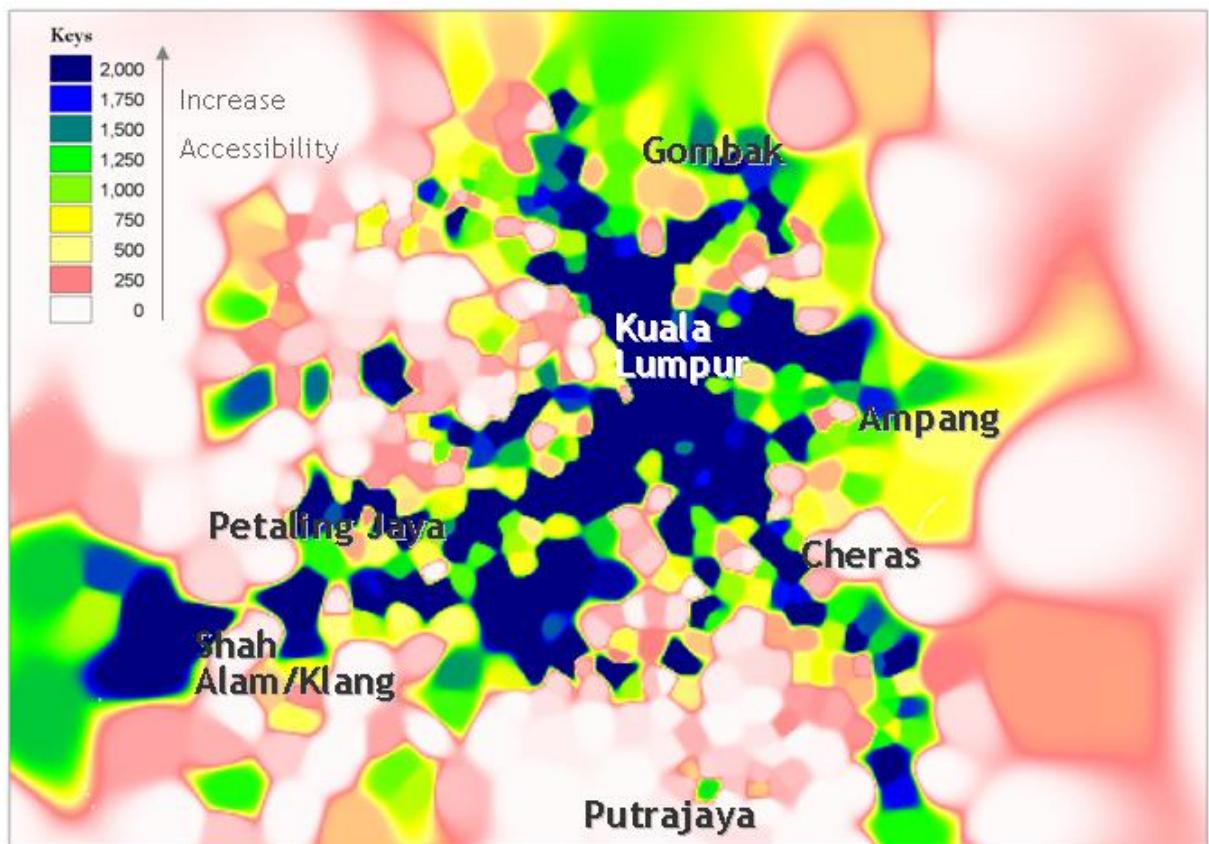 Keys
2,000
1,750
1,500
1,250
1,000
750
500
250
0
Increase
Accessibility
Gombak
Kuala
Lumpur
Ampang
Petaling Jaya
Cheras
Shah
Alam/Klang
Putrajaya